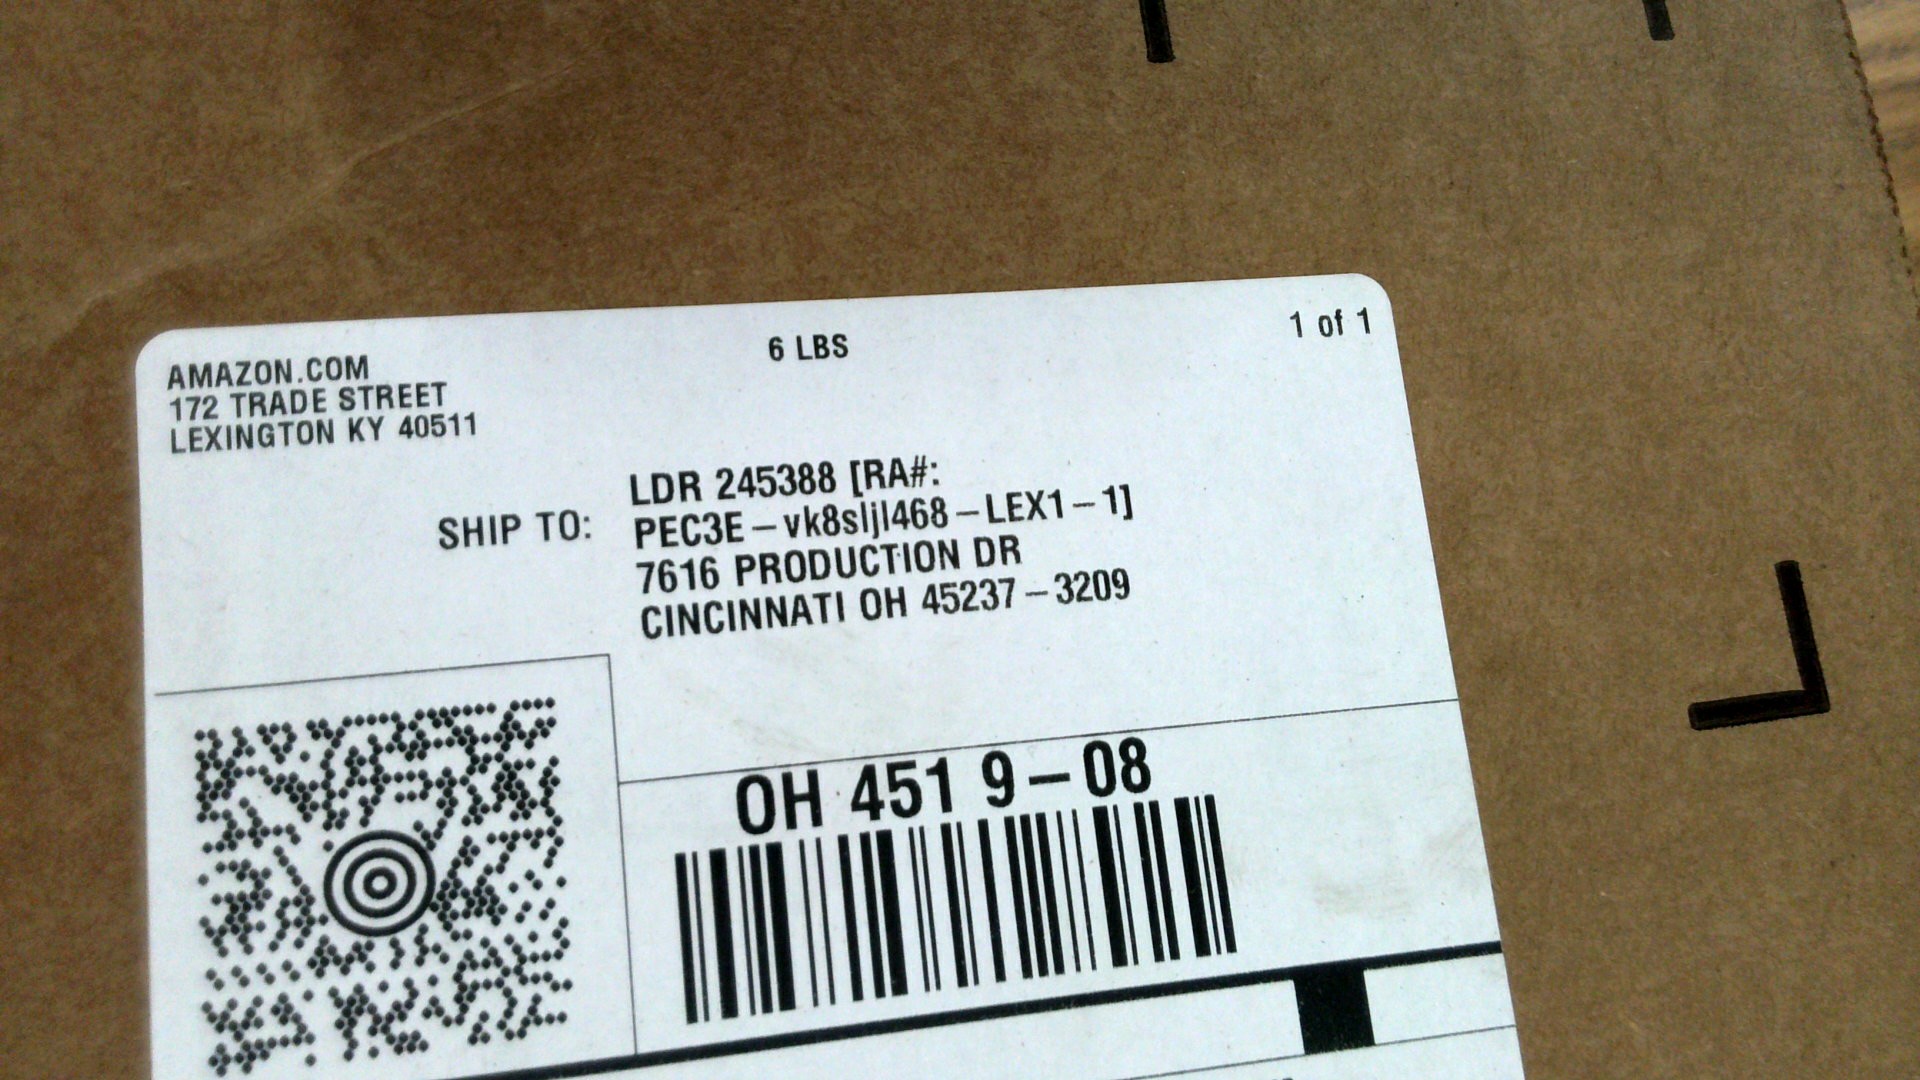 AMAZON.COM
172 TRADE STREET
LEXINGTON KY 40511
6 LBS
1 of 1
SHIP TO:
LDR 245388 [RA#:
PEC3E-vk8sljl468-LEX1-1]
7616 PRODUCTION DR
CINCINNATI OH 45237-3209
OH 451 9-08